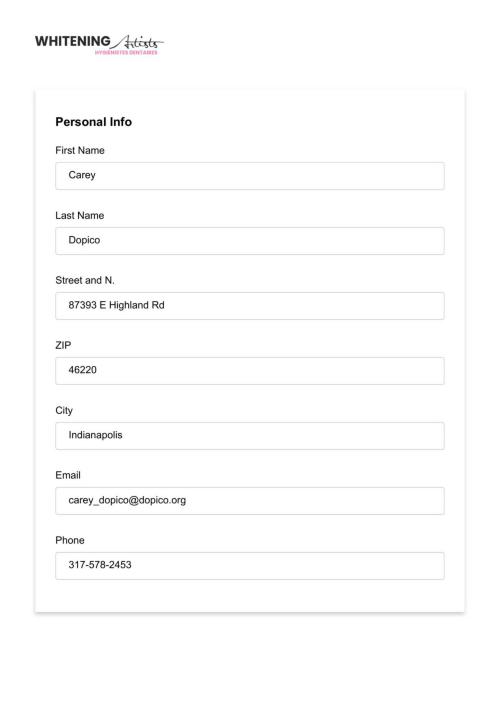 WHITENING Artists
HYGIÉNISTES DENTAIRES
Personal Info
First Name
Carey
Last Name
Dopico
Street and N.
87393 E Highland Rd
ZIP
46220
City
Indianapolis
Email
carey_dopico@dopico.org
Phone
317-578-2453